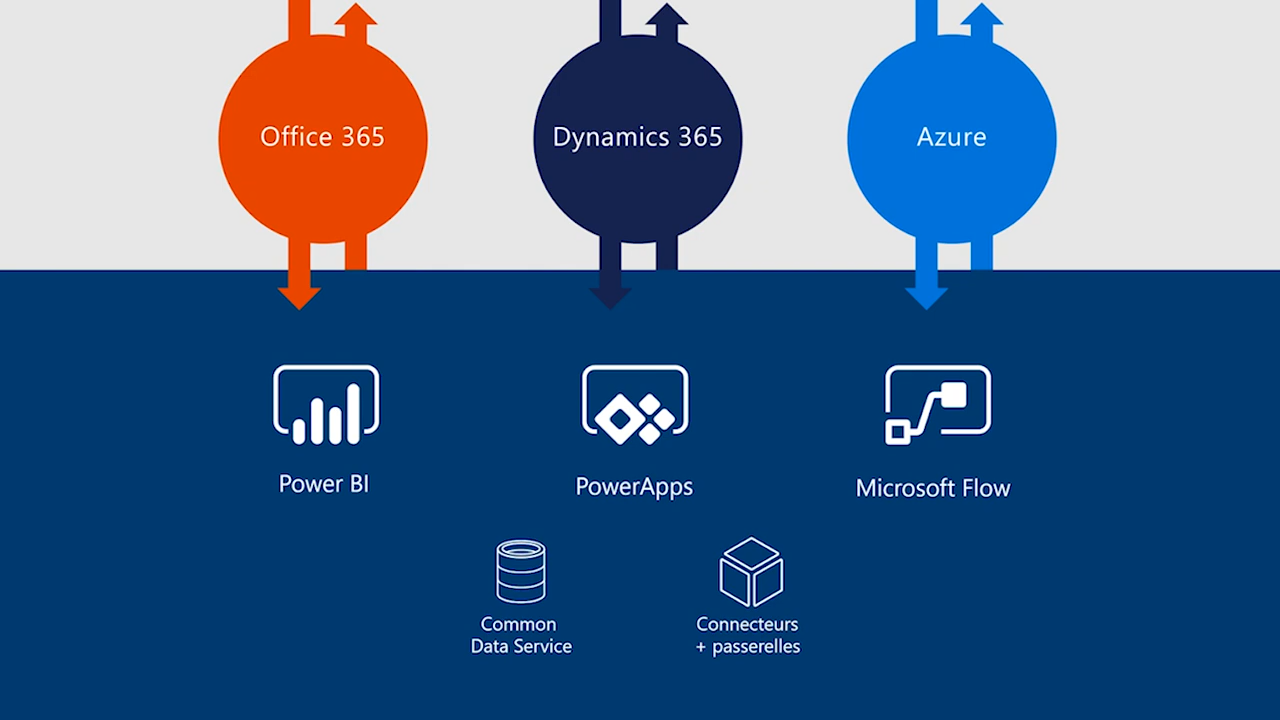 Office 365
Dynamics 365
Azure
Power BI
PowerApps
Microsoft Flow
Common
Data Service
Connecteurs
+ passerelles